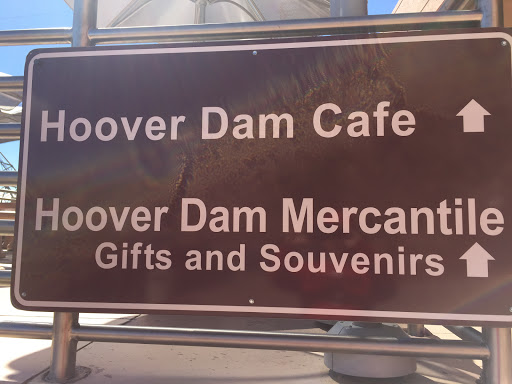 Hoover Dam Cafe ↑
Hoover Dam Mercantile
Gifts and Souvenirs ↑